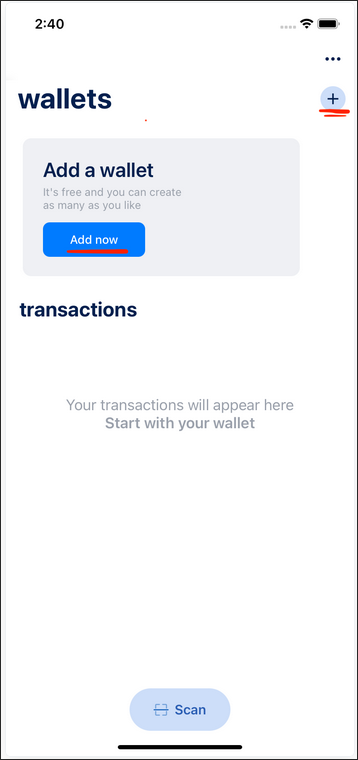 2:40
wallets
Add a wallet
It's free and you can create
as many as you like
Add now
transactions
Your transactions will appear here
Start with your wallet
Scan